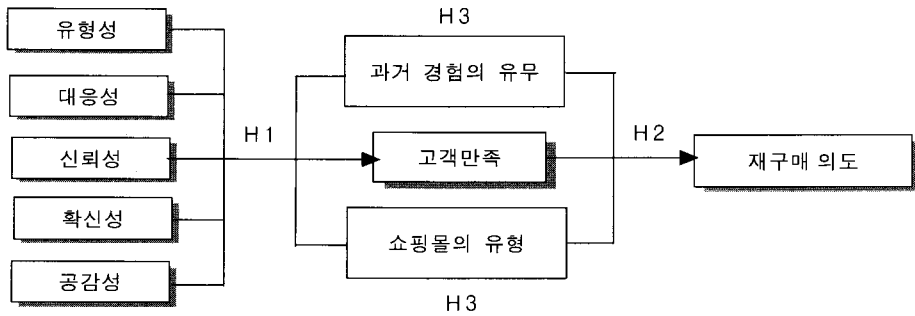 유형성
대응성
신뢰성
확신성
공감성
H1
H3
과거 경험의 유무
고객만족
쇼핑몰의 유형
H3
H2
재구매 의도